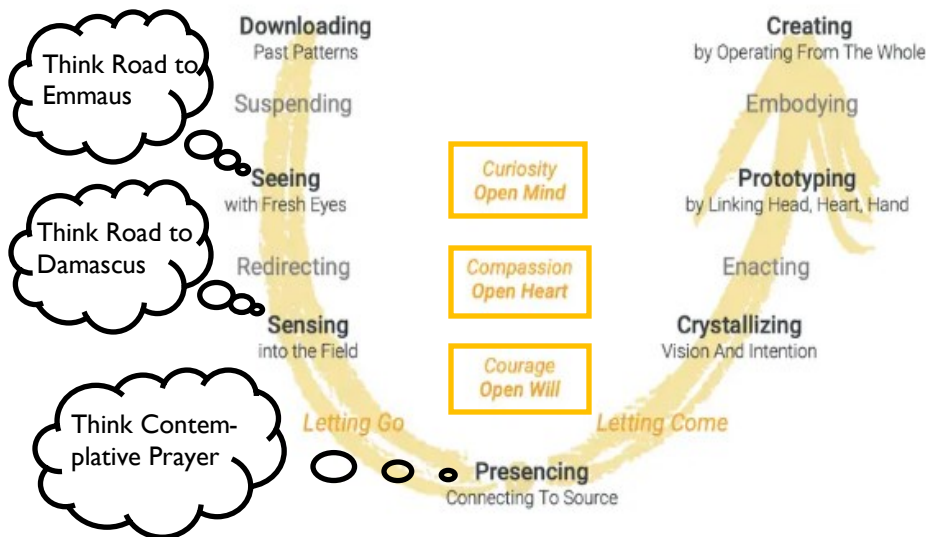 Think Road to
Emmaus
Think Road to
Damascus
Think Contem-
plative Prayer
Downloading
Past Patterns
Suspending
Seeing
with Fresh Eyes
Redirecting
Sensing
into the Field
Letting Go
Presencing
Connecting To Source
Curiosity
Open Mind
Compassion
Open Heart
Courage
Open Will
Creating
by Operating From The Whole
Embodying
Prototyping
by Linking Head, Heart, Hand
Enacting
Crystallizing
Vision And Intention
Letting Come